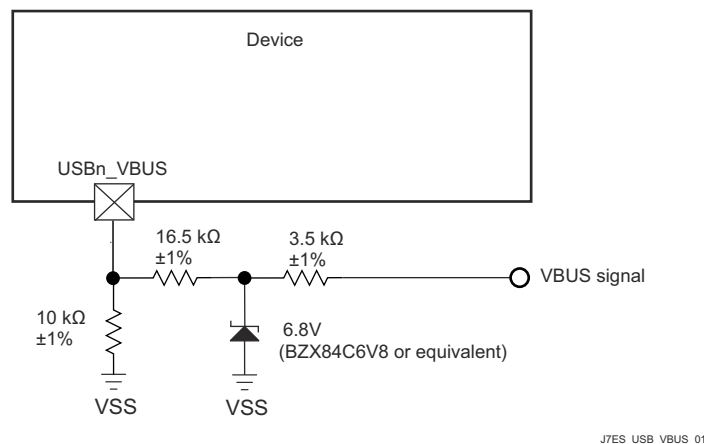 Device
USBn_VBUS
16.5 kΩ
±1%
3.5 kΩ
±1%
VBUS signal
10 kΩ
±1%
6.8V
(BZX84C6V8 or equivalent)
VSS
VSS
J7ES_USB_VBUS_01